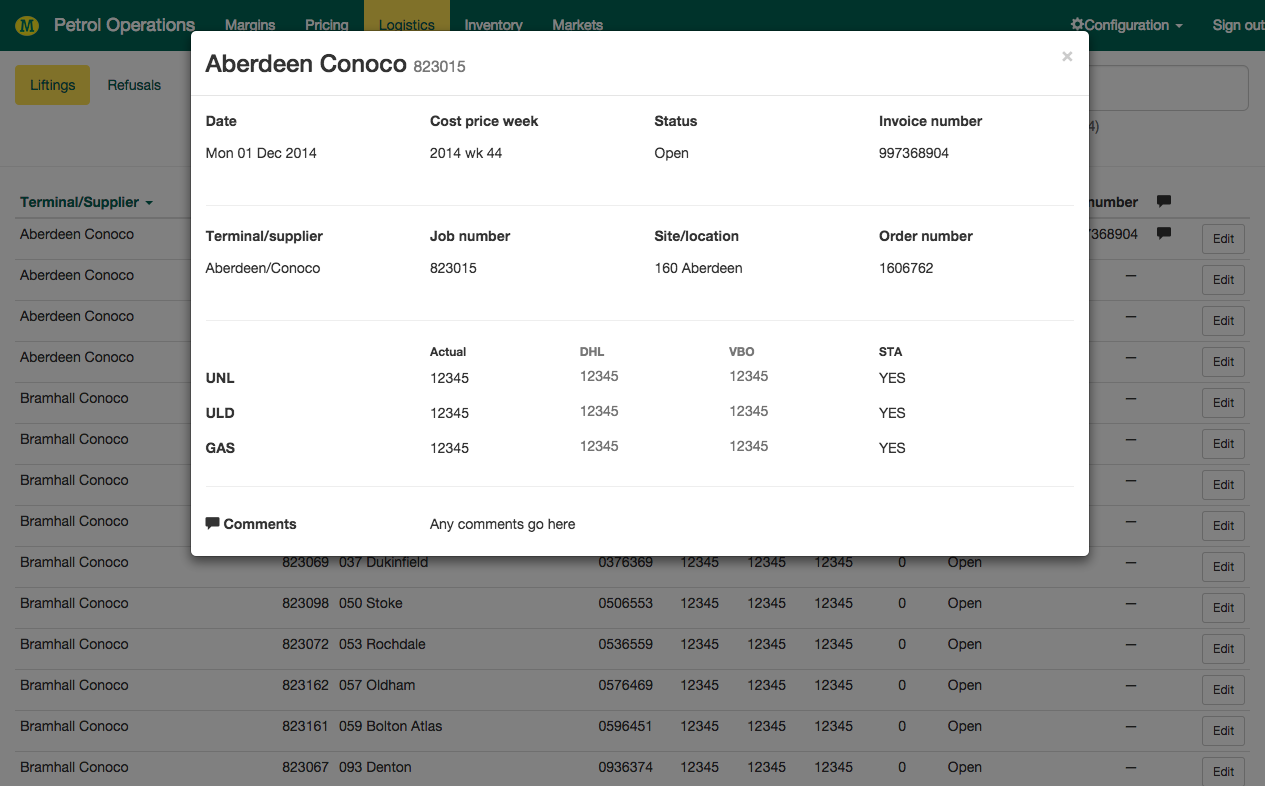 M Petrol Operations Margins Pricing Logistics Inventory Markets Configuration Sign out
Aberdeen Conoco 823015 ×
Liftings Refusals
4)
Date Cost price week Status Invoice number
Mon 01 Dec 2014 2014 wk 44 Open 997368904
Terminal/Supplier number
Aberdeen Conoco 7368904 Edit
Terminal/supplier Job number Site/location Order number
Aberdeen/Conoco 823015 160 Aberdeen 1606762
Aberdeen Conoco — Edit
Aberdeen Conoco — Edit
Actual DHL VBO STA
Aberdeen Conoco — Edit
UNL 12345 12345 12345 YES
Bramhall Conoco — Edit
ULD 12345 12345 12345 YES
Bramhall Conoco — Edit
GAS 12345 12345 12345 YES
Bramhall Conoco — Edit
Bramhall Conoco — Edit
Comments Any comments go here
Bramhall Conoco 823069 037 Dukinfield 0376369 12345 12345 12345 0 Open — Edit
Bramhall Conoco 823098 050 Stoke 0506553 12345 12345 12345 0 Open — Edit
Bramhall Conoco 823072 053 Rochdale 0536559 12345 12345 12345 0 Open — Edit
Bramhall Conoco 823162 057 Oldham 0576469 12345 12345 12345 0 Open — Edit
Bramhall Conoco 823161 059 Bolton Atlas 0596451 12345 12345 12345 0 Open — Edit
Bramhall Conoco 823067 093 Denton 0936374 12345 12345 12345 0 Open — Edit